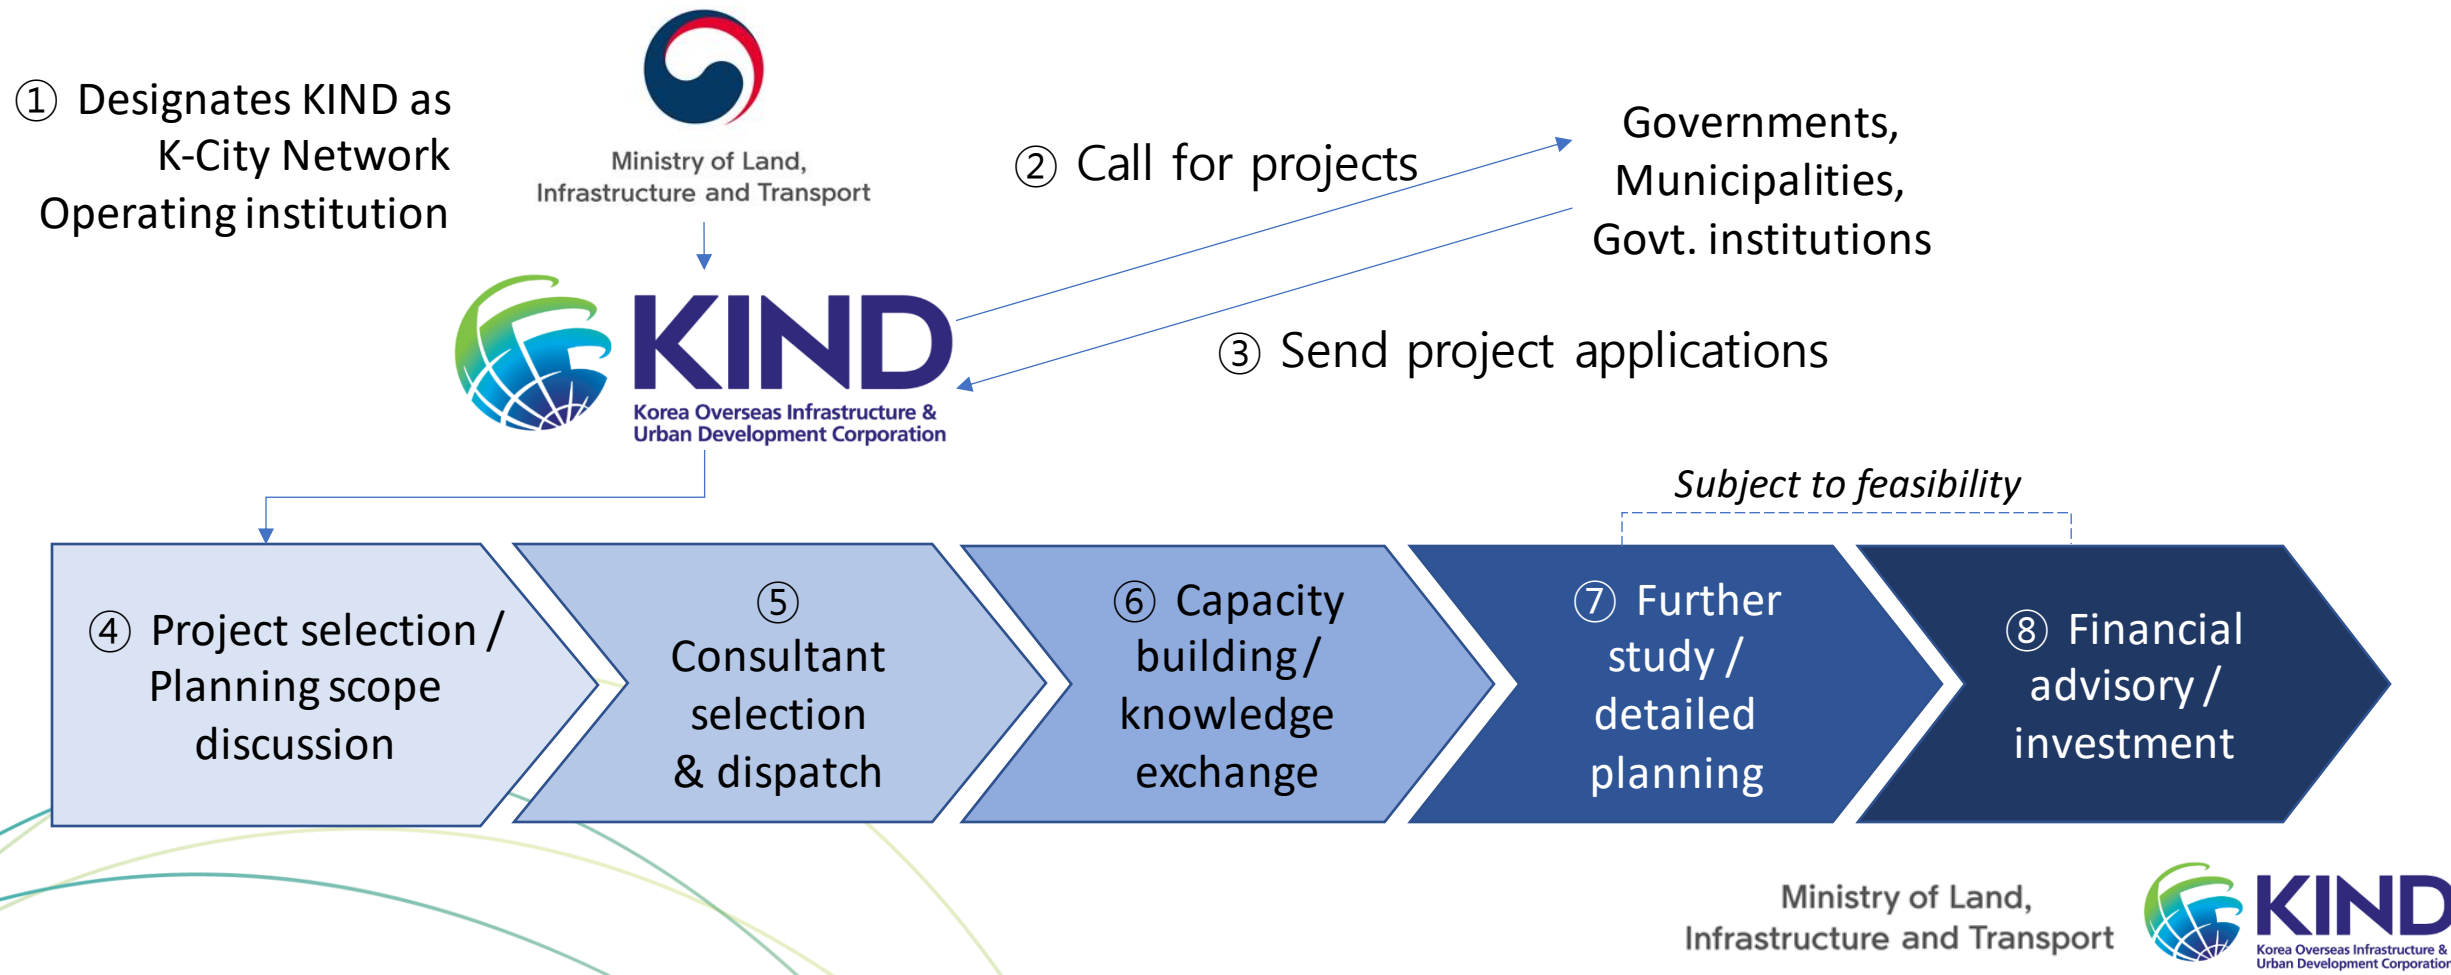 ① Designates KIND as
K-City Network
Operating institution
Ministry of Land,
Infrastructure and Transport
② Call for projects
Governments,
Municipalities,
Govt. institutions
KIND
Korea Overseas Infrastructure &
Urban Development Corporation
③ Send project applications
Subject to feasibility
④ Project selection /
Planning scope
discussion
⑤
Consultant
selection
& dispatch
⑥ Capacity
building /
knowledge
exchange
⑦ Further
study /
detailed
planning
⑧ Financial
advisory /
investment
Ministry of Land,
Infrastructure and Transport
KIND
Korea Overseas Infrastructure &
Urban Development Corporation